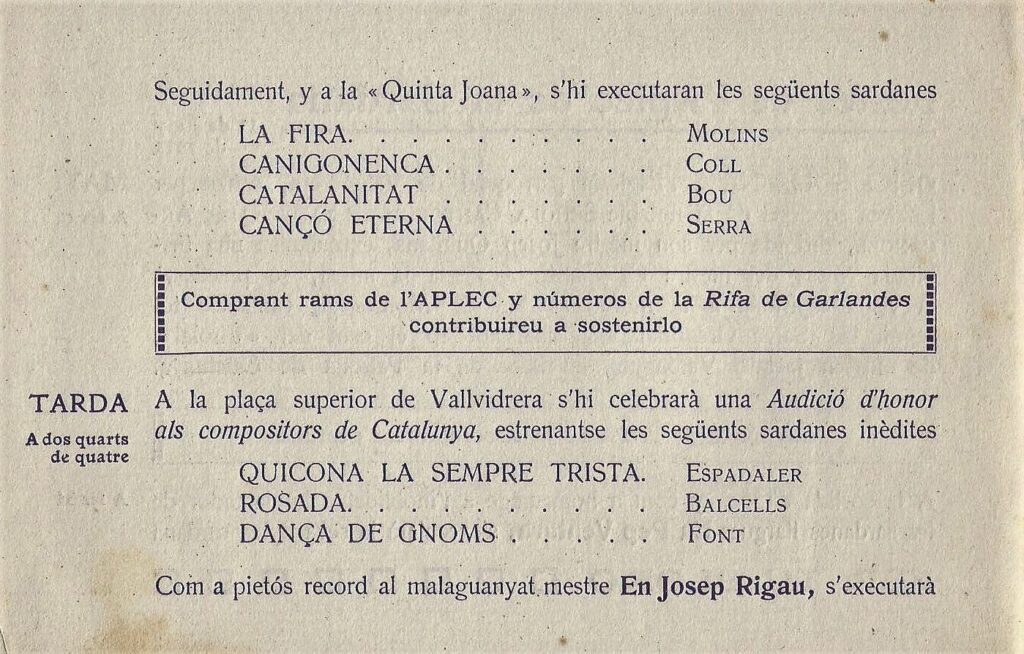 Seguidament, y a la «Quinta Joana», s'hi executaran les següents sardanes
LA FIRA. . . . . . . . . . . MOLINS
CANIGONENCA . . . . . . . COLL
CATALANITAT . . . . . . . BOU
CANÇÓ ETERNA . . . . . . SERRA
Comprant rams de l'APLEC y números de la Rifa de Garlandes
contribuireu a sostenirlo
TARDA
A dos quarts
de quatre
A la plaça superior de Vallvidrera s'hi celebrarà una Audició d'honor
als compositors de Catalunya, estrenantse les següents sardanes inèdites
QUICONA LA SEMPRE TRISTA. ESPADALER
ROSADA. . . . . . . . . . . BALCELLS
DANÇA DE GNOMS . . . . . FONT
Com a pietós record al malaguanyat mestre En Josep Rigau, s'executarà